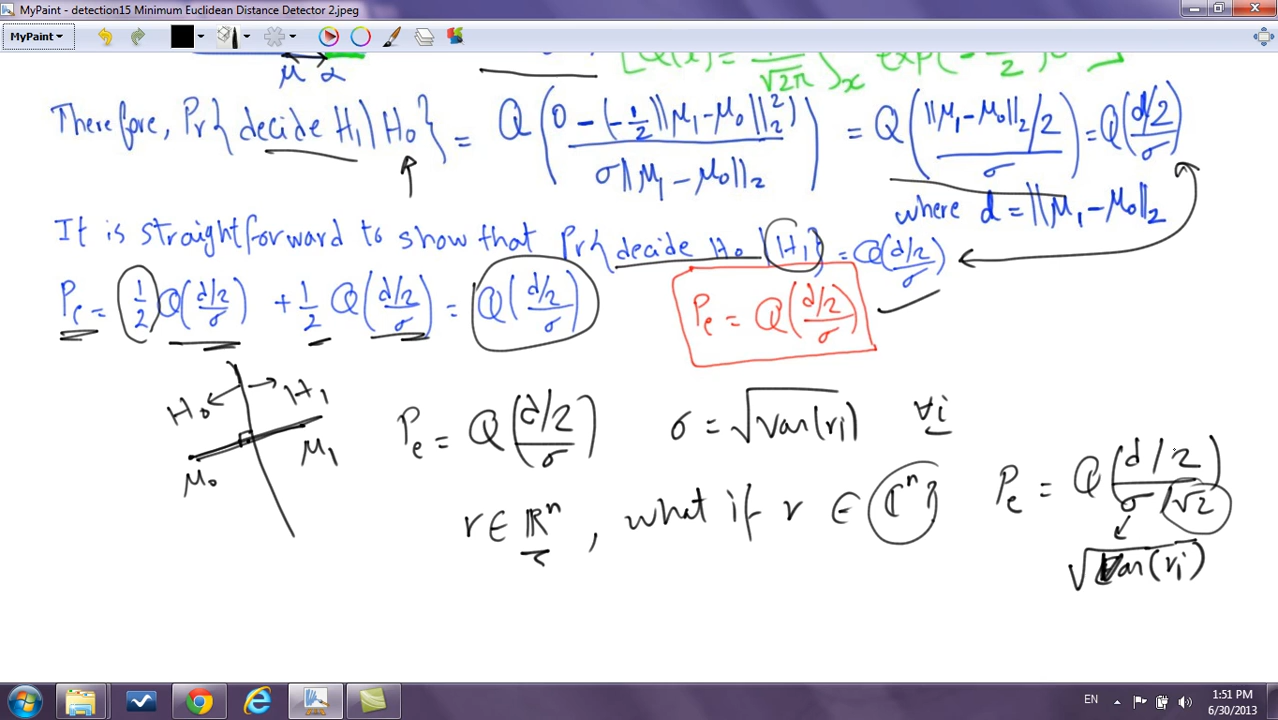 MyPaint - detection15 Minimum Euclidean Distance Detector 2.jpeg
MyPaint
μ α
[Q(x) = 1/√2π ∫x exp(- /2)
Therefore, Pr{decide H₁|H₀} = Q(0 - (-½||μ₁-μ₀||₂²) / σ||μ₁-μ₀||₂) = Q(||μ₁-μ₀||₂/2 / σ) = Q(d/2 / σ)
where d = ||μ₁-μ₀||₂
It is straightforward to show that Pr{decide H₀|H₁} = Q(d/2 / σ)
Pe = ½ Q(d/2 / σ) + ½ Q(d/2 / σ) = Q(d/2 / σ)
Pe = Q(d/2 / σ)
H₀ H₁
μ₀ μ₁
Pe = Q(d/2 / σ) σ = √Var(ri) ∀i
r ∈ ℝⁿ, what if r ∈ ℂⁿ?
Pe = Q(d/2 / σ/√2)
√Var(ri)
EN
1:51 PM
6/30/2013